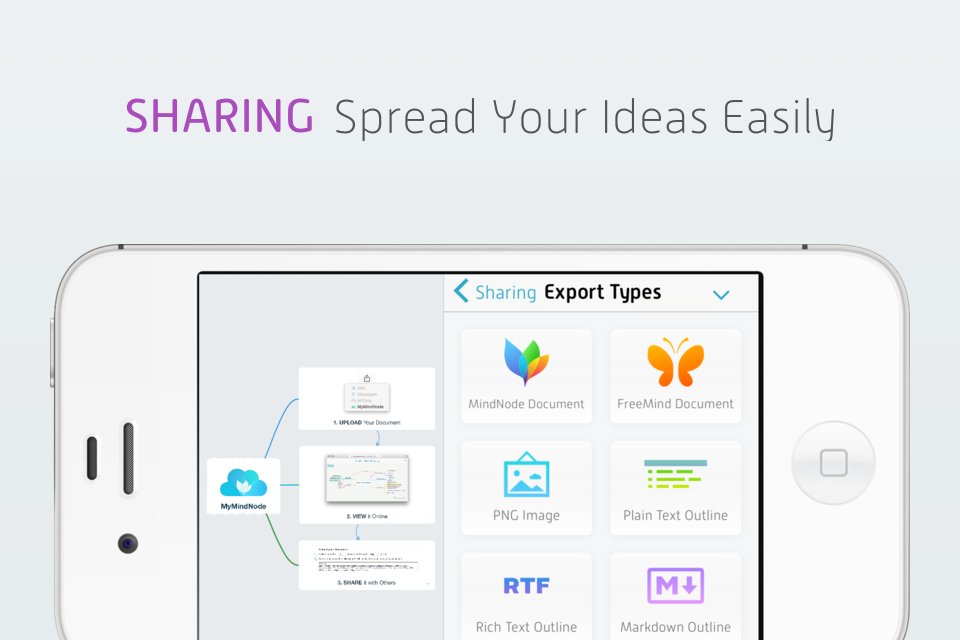 SHARING Spread Your Ideas Easily
Sharing Export Types
MindNode Document
FreeMind Document
PNG Image
Plain Text Outline
RTF
Rich Text Outline
M
Markdown Outline
MyMindNode
MyMindNode
1. UPLOAD Your Document
2. VIEW it Online
3. SHARE it with Others